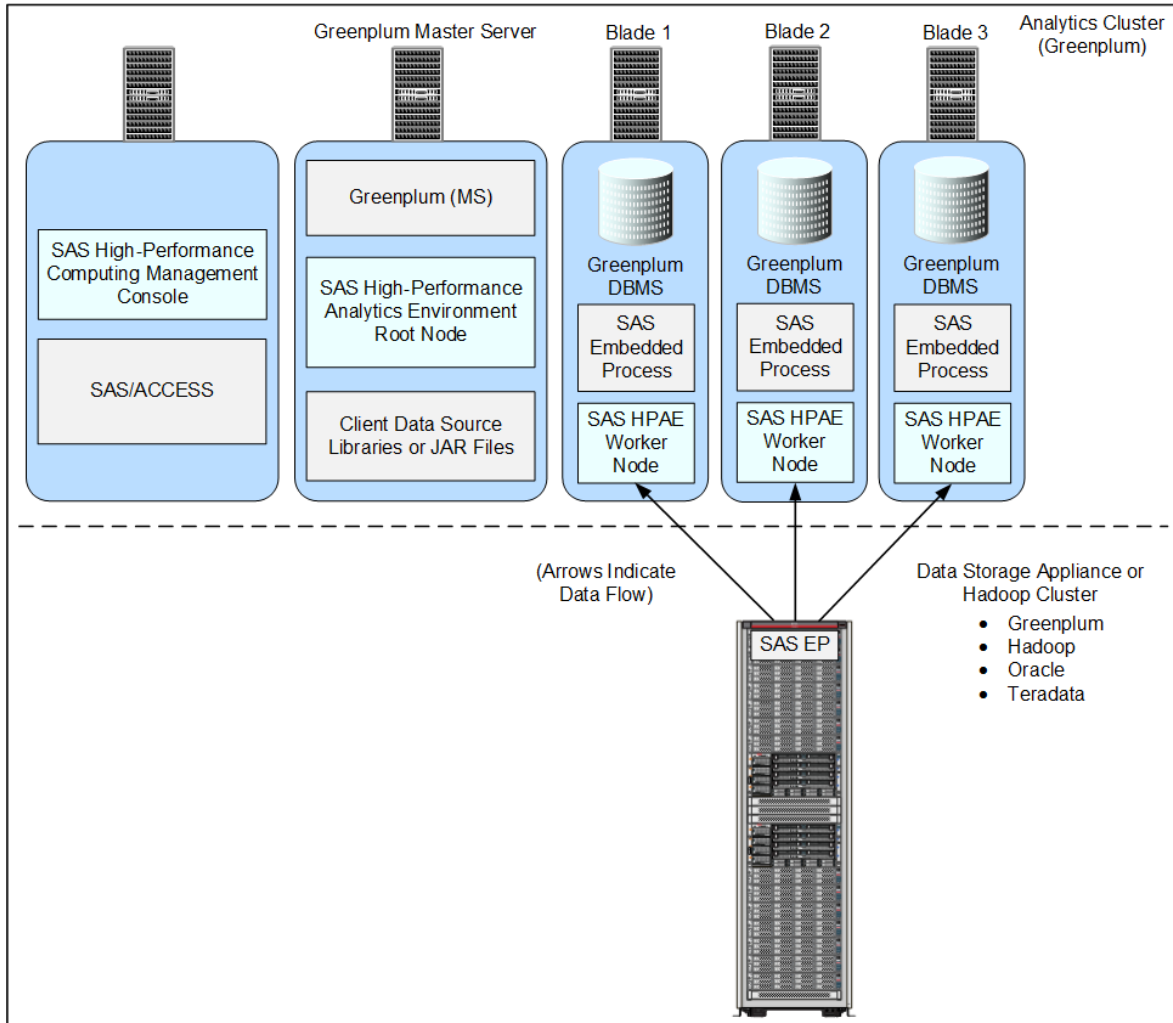 Greenplum Master Server
Blade 1
Blade 2
Blade 3
Analytics Cluster
(Greenplum)
SAS High-Performance
Computing Management
Console
SAS/ACCESS
Greenplum (MS)
SAS High-Performance
Analytics Environment
Root Node
Client Data Source
Libraries or JAR Files
Greenplum
DBMS
SAS
Embedded
Process
SAS HPAE
Worker
Node
Greenplum
DBMS
SAS
Embedded
Process
SAS HPAE
Worker
Node
Greenplum
DBMS
SAS
Embedded
Process
SAS HPAE
Worker
Node
(Arrows Indicate
Data Flow)
Data Storage Appliance or
Hadoop Cluster
• Greenplum
• Hadoop
• Oracle
• Teradata
SAS EP